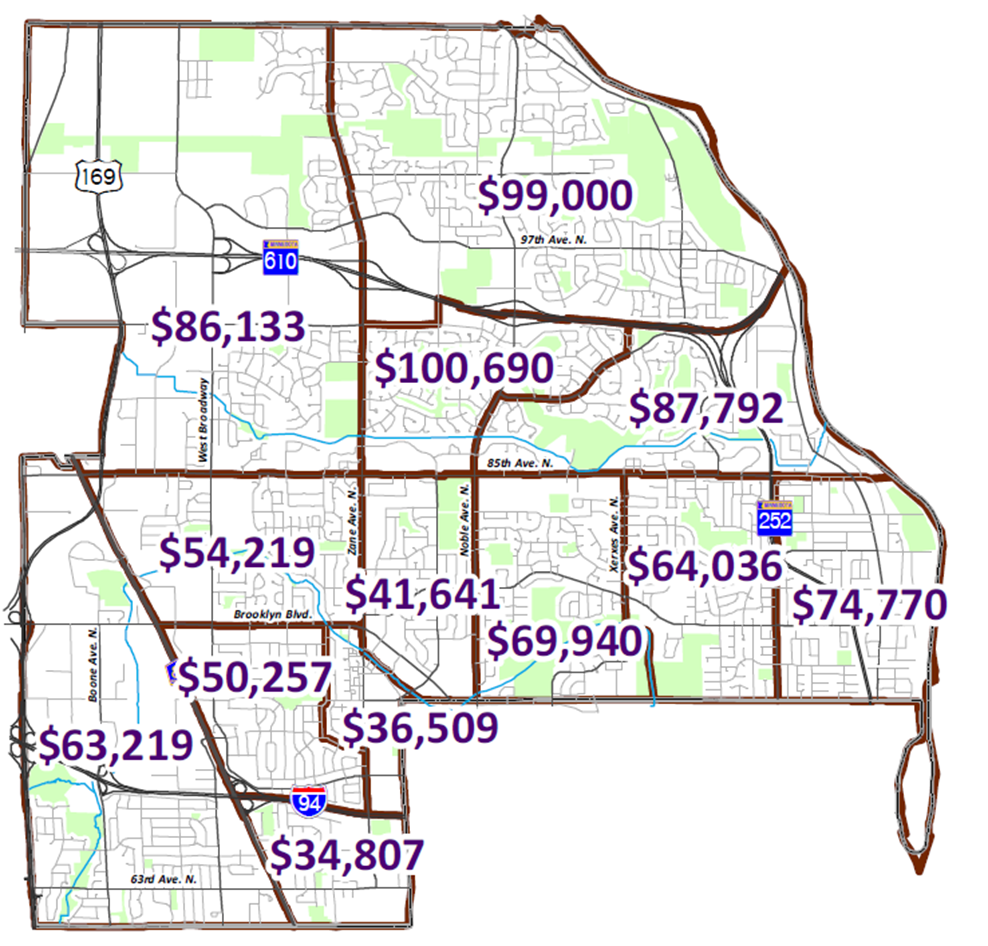 169
$99,000
97th Ave. N.
610
$86,133
$100,690
West Broadway
$87,792
85th Ave. N.
Zane Ave. N.
Noble Ave. N.
Xerxes Ave. N.
252
$54,219
$64,036
$41,641
$74,770
Brooklyn Blvd.
$69,940
Boone Ave. N.
$50,257
$36,509
$63,219
94
$34,807
63rd Ave. N.